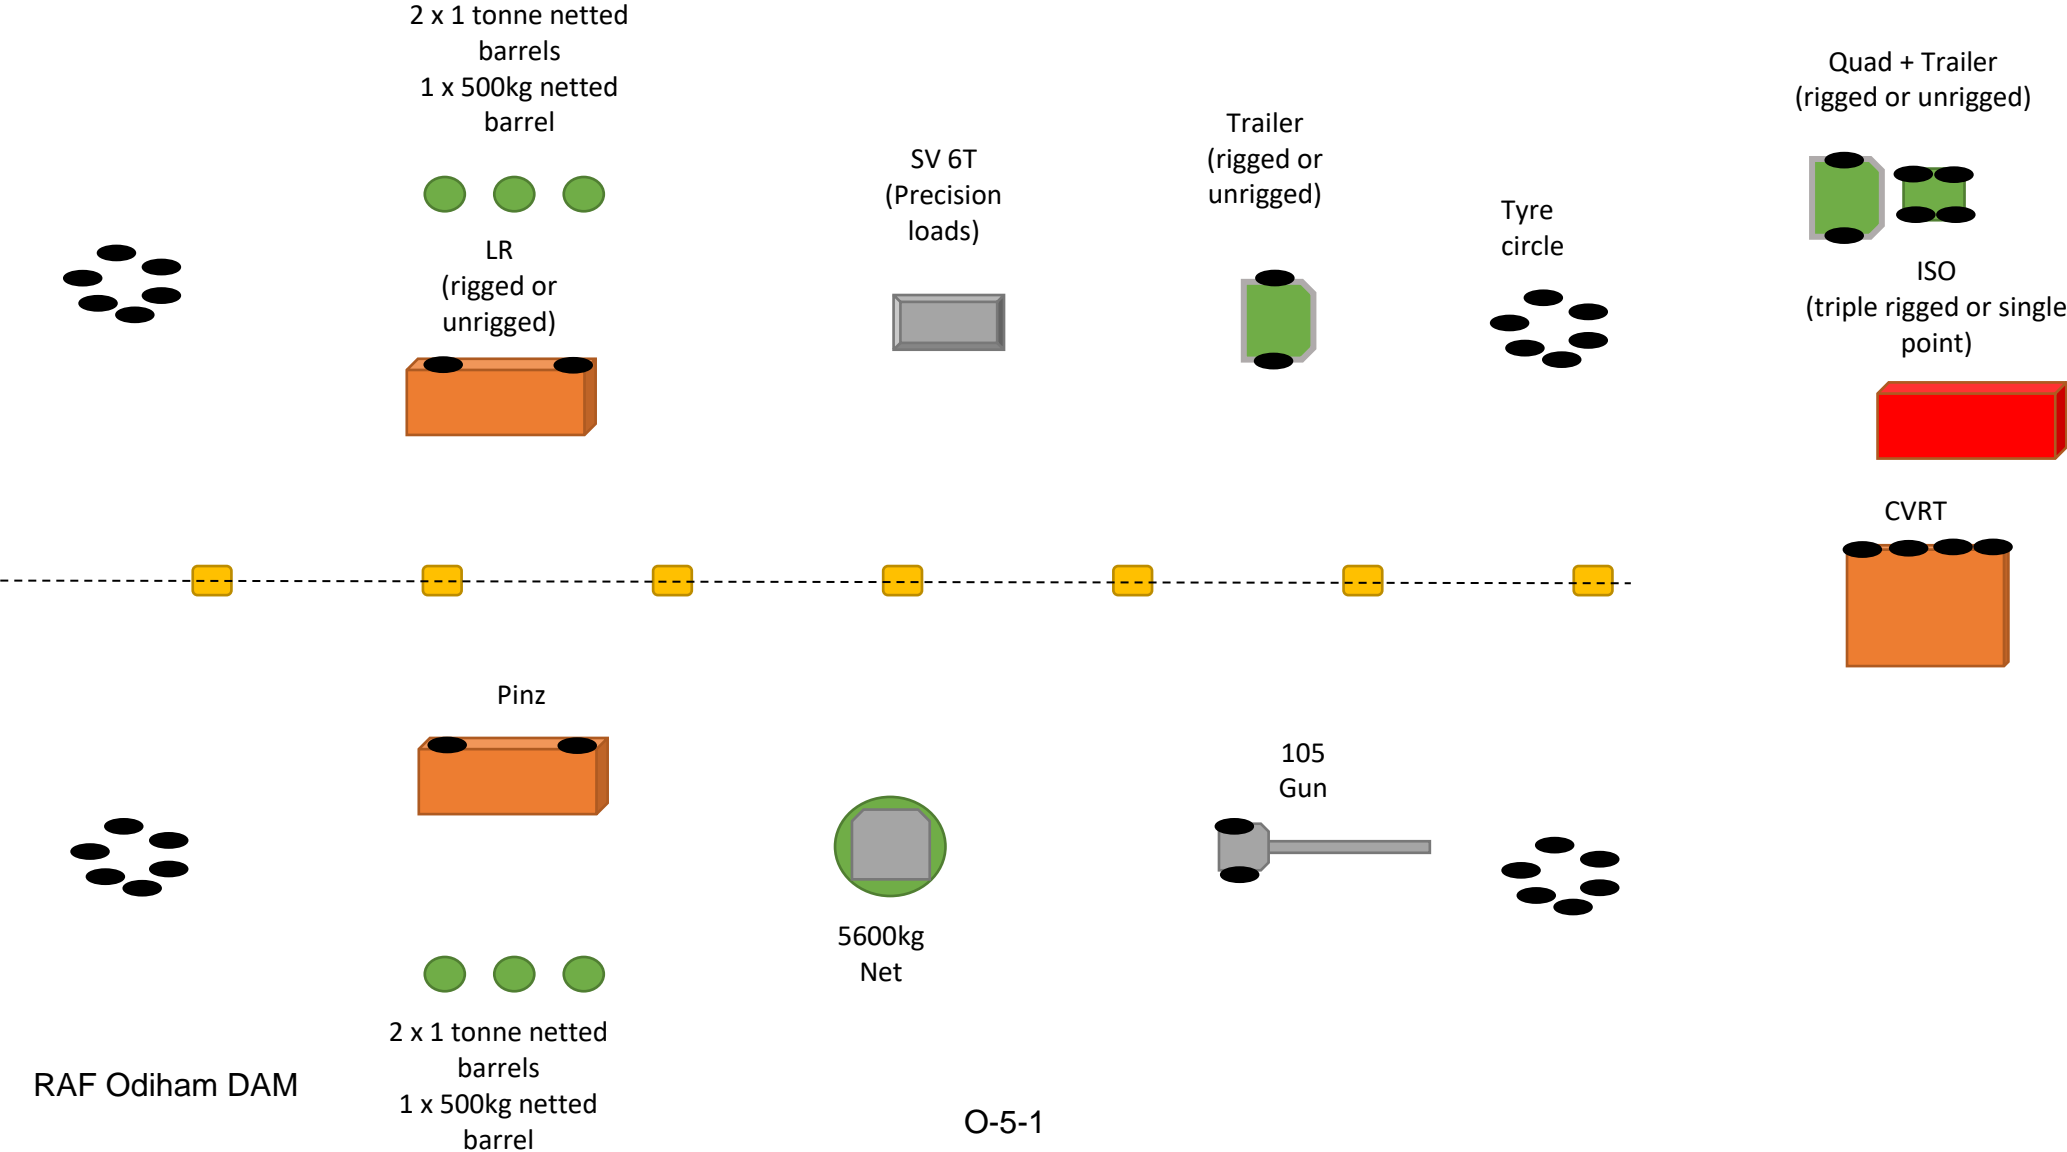 2 x 1 tonne netted
barrels
1 x 500kg netted
barrel
LR
(rigged or
unrigged)
SV 6T
(Precision
loads)
Trailer
(rigged or
unrigged)
Tyre
circle
Quad + Trailer
(rigged or unrigged)
ISO
(triple rigged or single
point)
CVRT
Pinz
5600kg
Net
105
Gun
2 x 1 tonne netted
barrels
1 x 500kg netted
barrel
RAF Odiham DAM
O-5-1